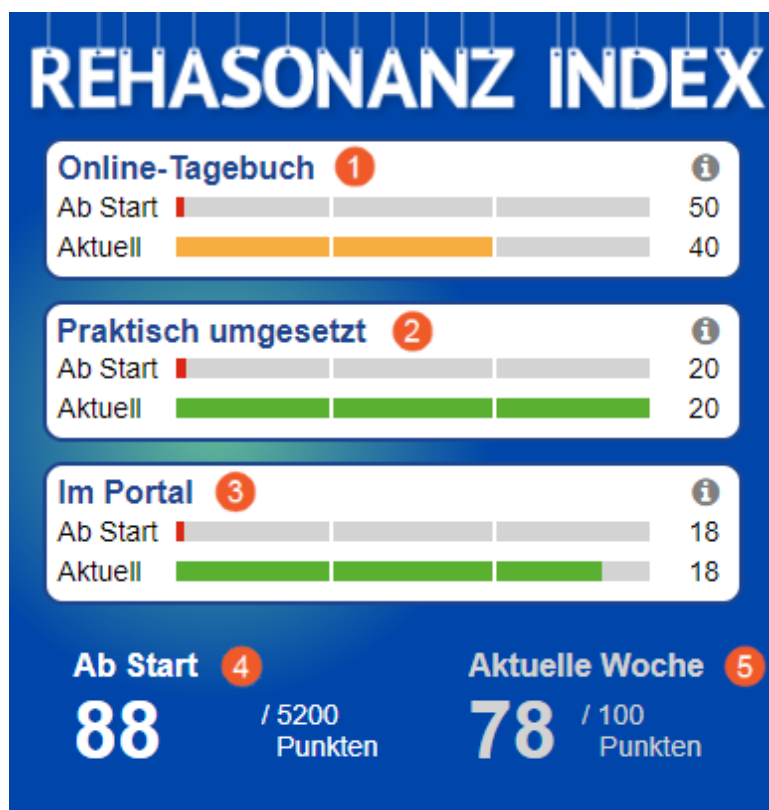 REHASONANZ INDEX
Online-Tagebuch 1 i
Ab Start 50
Aktuell 40
Praktisch umgesetzt 2 i
Ab Start 20
Aktuell 20
Im Portal 3 i
Ab Start 18
Aktuell 18
Ab Start 4
88 / 5200 Punkten
Aktuelle Woche 5
78 / 100 Punkten